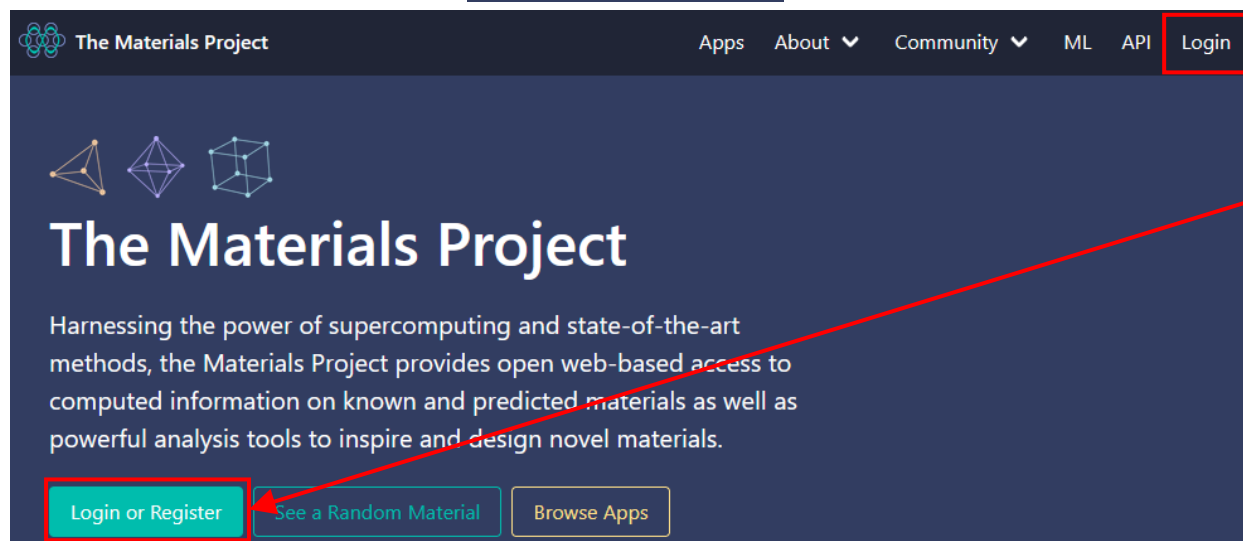 The Materials Project Apps About Community ML API Login
The Materials Project
Harnessing the power of supercomputing and state-of-the-art
methods, the Materials Project provides open web-based access to
computed information on known and predicted materials as well as
powerful analysis tools to inspire and design novel materials.
Login or Register See a Random Material Browse Apps